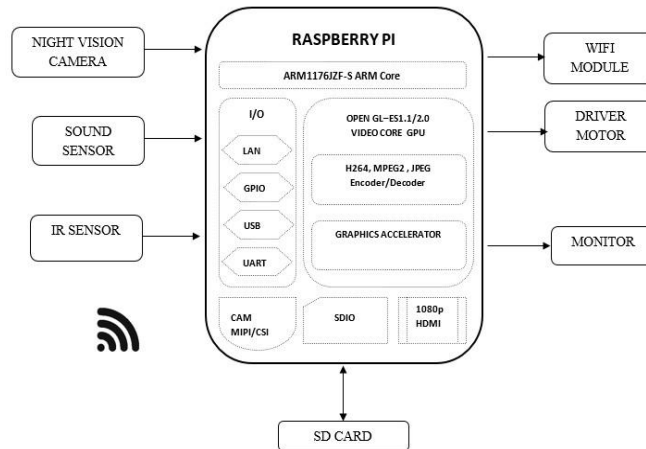 NIGHT VISION
CAMERA
SOUND
SENSOR
IR SENSOR
RASPBERRY PI
ARM1176JZF-S ARM Core
I/O
LAN
GPIO
USB
UART
OPEN GL–ES1.1/2.0
VIDEO CORE GPU
H264, MPEG2 , JPEG
Encoder/Decoder
GRAPHICS ACCELERATOR
CAM
MIPI/CSI
SDIO
1080p
HDMI
WIFI
MODULE
DRIVER
MOTOR
MONITOR
SD CARD